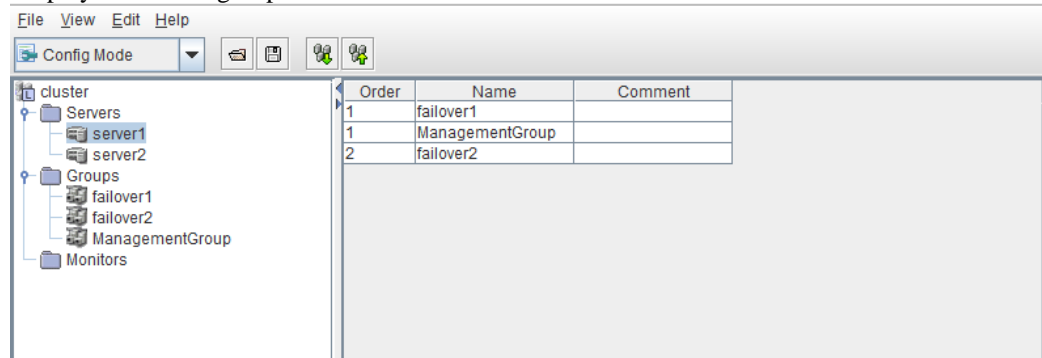 File View Edit Help
Config Mode
cluster
Servers
server1
server2
Groups
failover1
failover2
ManagementGroup
Monitors
Order Name Comment
1 failover1
1 ManagementGroup
2 failover2